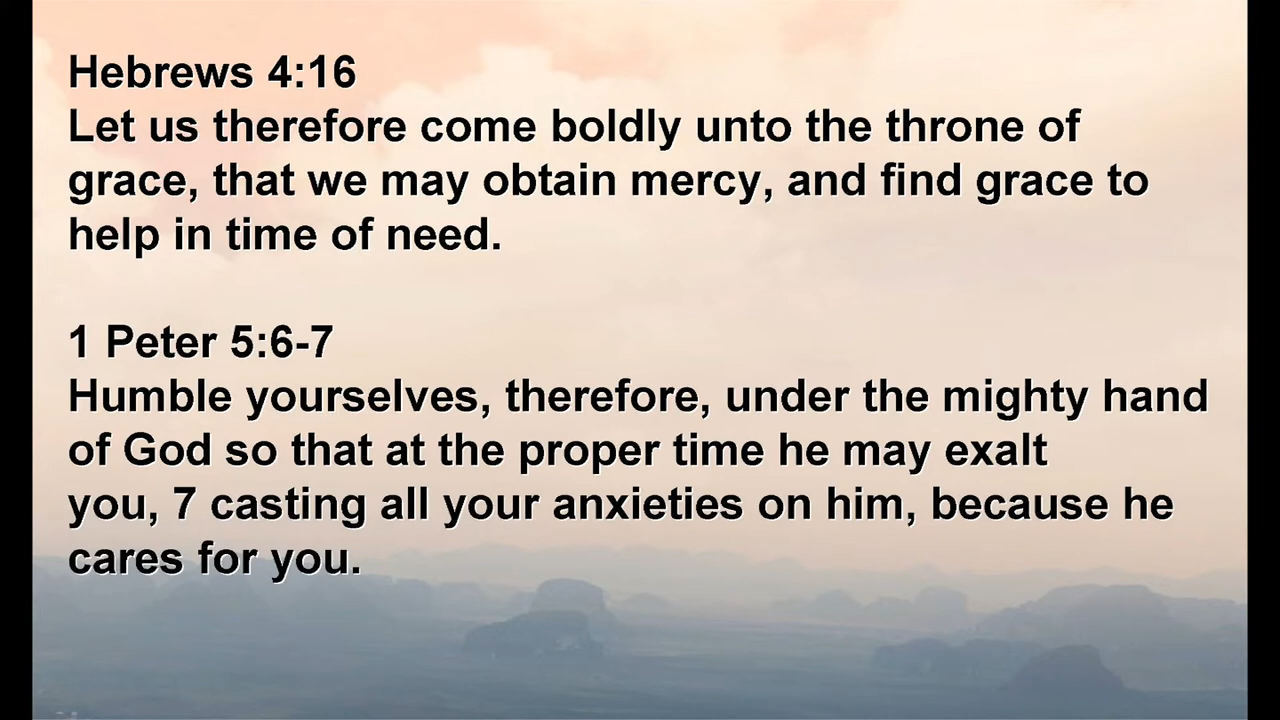 Hebrews 4:16
Let us therefore come boldly unto the throne of
grace, that we may obtain mercy, and find grace to
help in time of need.
1 Peter 5:6-7
Humble yourselves, therefore, under the mighty hand
of God so that at the proper time he may exalt
you, 7 casting all your anxieties on him, because he
cares for you.